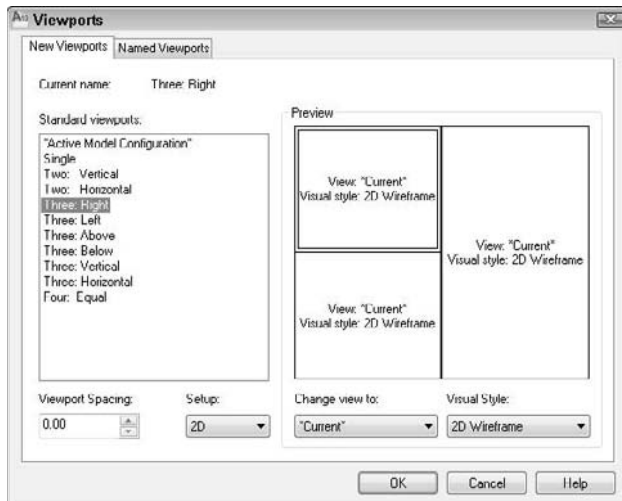 Viewports
New Viewports
Named Viewports
Current name:
Three: Right
Standard viewports:
"Active Model Configuration"
Single
Two: Vertical
Two: Horizontal
Three: Right
Three: Left
Three: Above
Three: Below
Three: Vertical
Three: Horizontal
Four: Equal
Preview
View: "Current"
Visual style: 2D Wireframe
View: "Current"
Visual style: 2D Wireframe
View: "Current"
Visual style: 2D Wireframe
Viewport Spacing:
0.00
Setup:
2D
Change view to:
"Current"
Visual Style:
2D Wireframe
OK
Cancel
Help